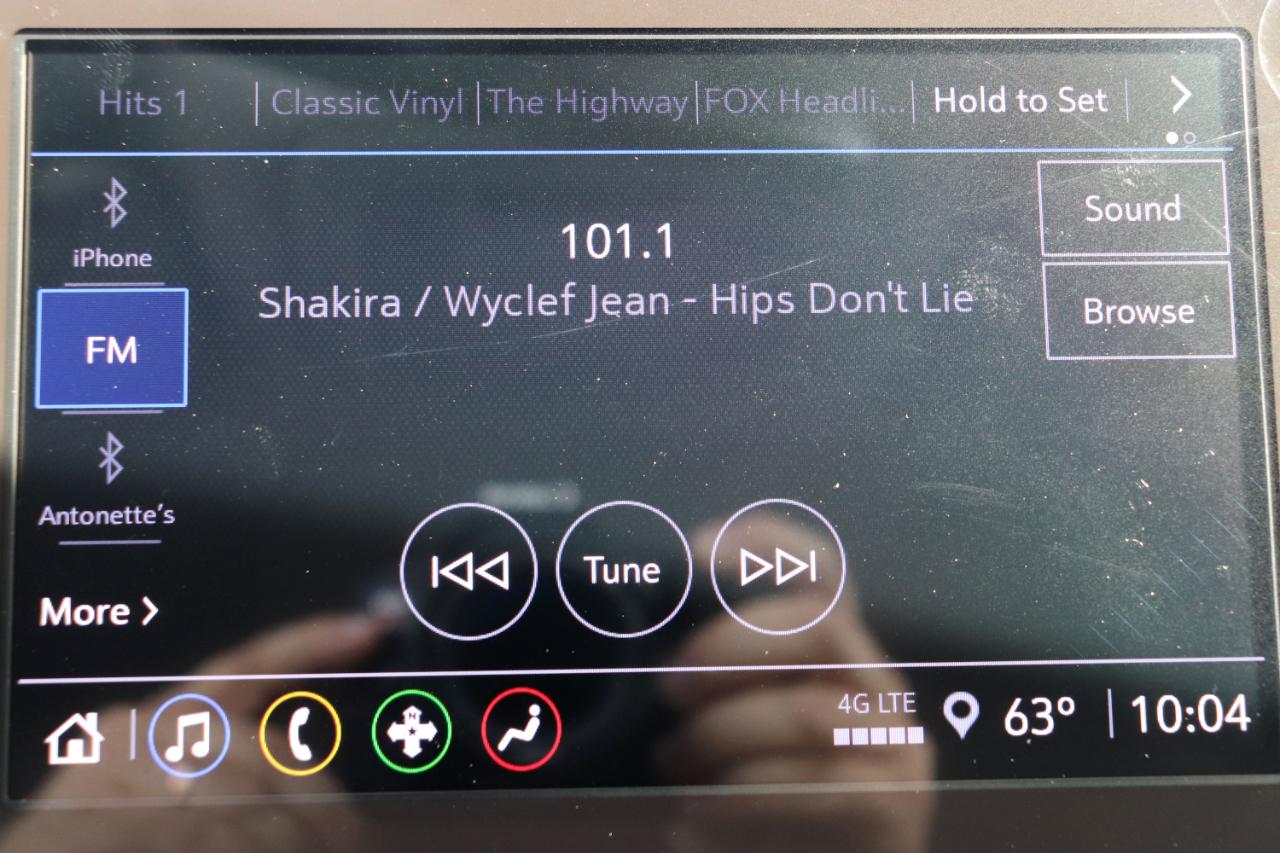 Hits 1 Classic Vinyl The Highway FOX Headli... Hold to Set
iPhone
FM
Antonette's
More
101.1
Shakira / Wyclef Jean - Hips Don't Lie
Sound
Browse
Tune
N
4G LTE
63° 10:04